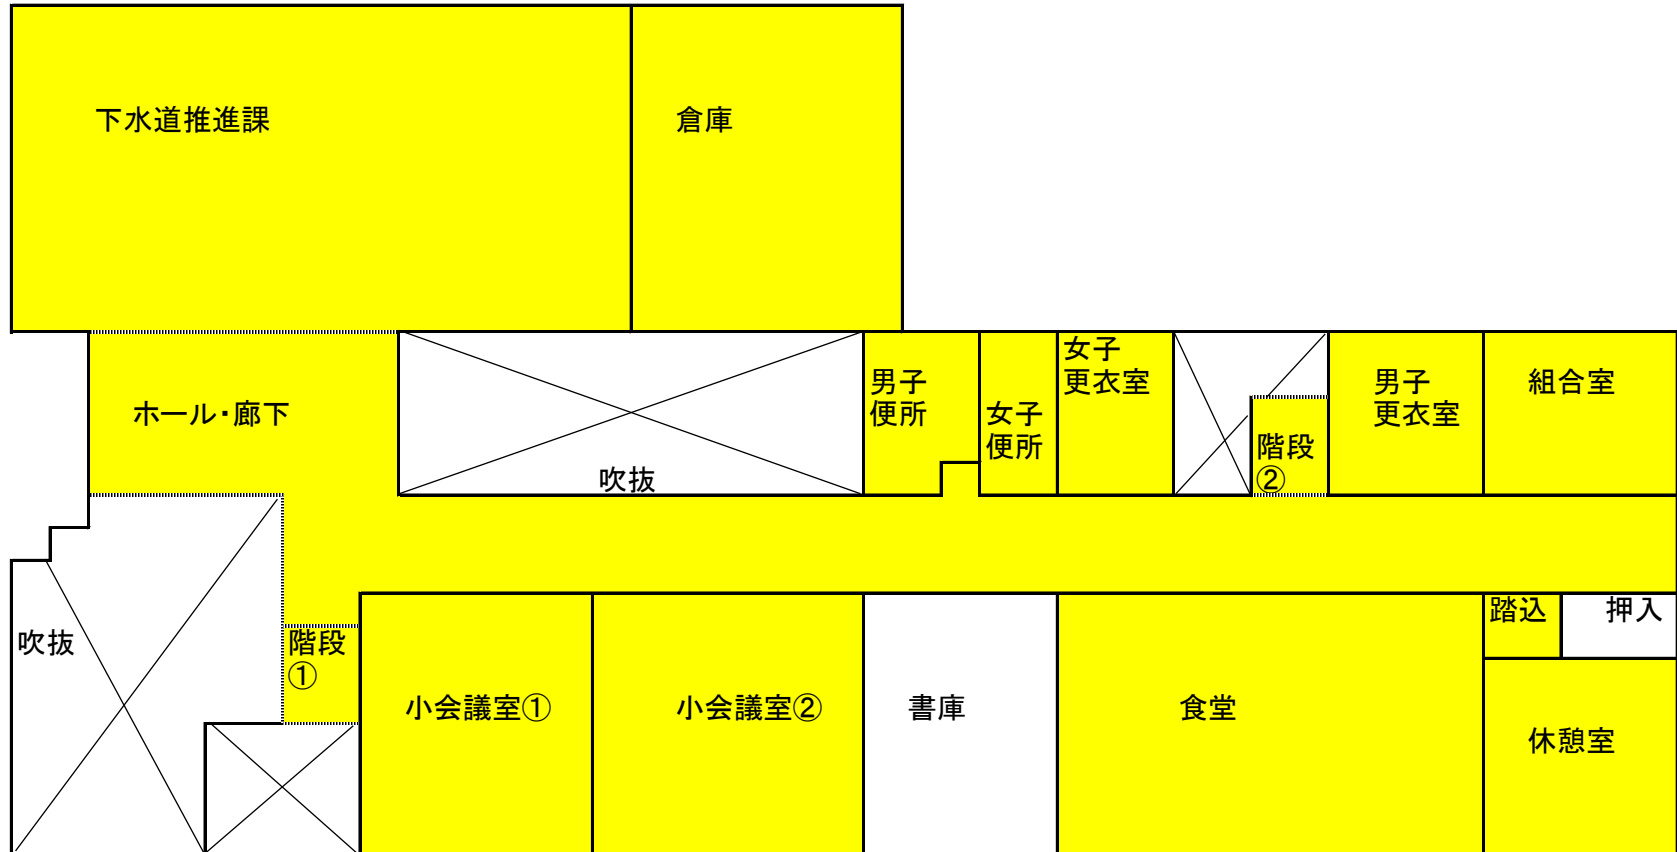 下水道推進課
倉庫
ホール・廊下
吹抜
男子
便所
女子
便所
女子
更衣室
階段
②
男子
更衣室
組合室
吹抜
階段
①
小会議室①
小会議室②
書庫
食堂
踏込
押入
休憩室